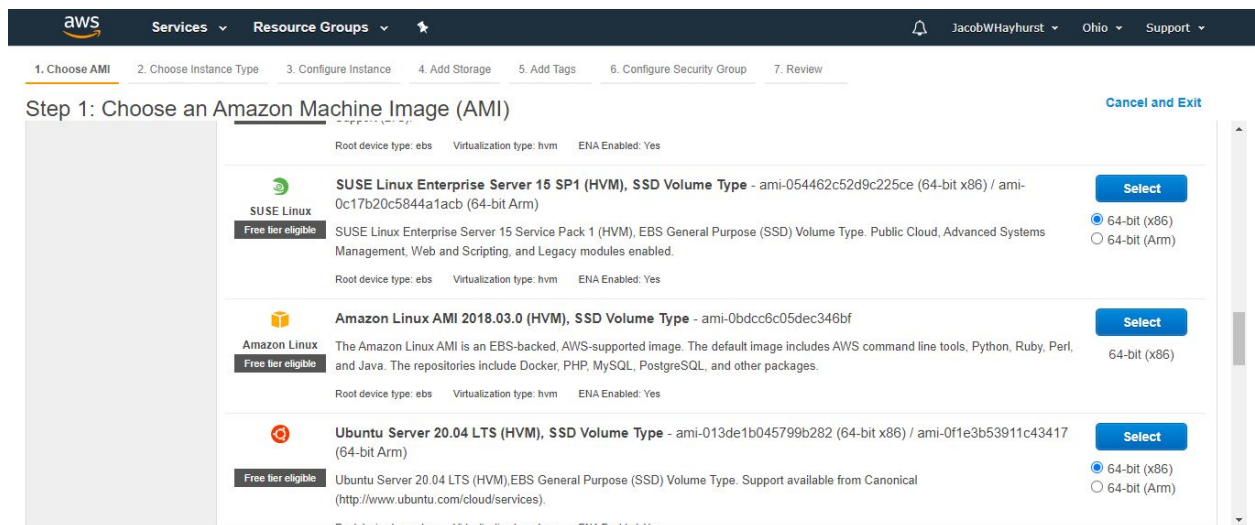 aws Services Resource Groups JacobWHayhurst Ohio Support
1. Choose AMI 2. Choose Instance Type 3. Configure Instance 4. Add Storage 5. Add Tags 6. Configure Security Group 7. Review
Step 1: Choose an Amazon Machine Image (AMI)
Cancel and Exit
Root device type: ebs Virtualization type: hvm ENA Enabled: Yes
SUSE Linux
Free tier eligible
SUSE Linux Enterprise Server 15 SP1 (HVM), SSD Volume Type - ami-054462c52d9c225ce (64-bit x86) / ami-
0c17b20c5844a1acb (64-bit Arm)
SUSE Linux Enterprise Server 15 Service Pack 1 (HVM), EBS General Purpose (SSD) Volume Type. Public Cloud, Advanced Systems
Management, Web and Scripting, and Legacy modules enabled.
Root device type: ebs Virtualization type: hvm ENA Enabled: Yes
Select
64-bit (x86)
64-bit (Arm)
Amazon Linux
Free tier eligible
Amazon Linux AMI 2018.03.0 (HVM), SSD Volume Type - ami-0bdcc6c05dec346bf
The Amazon Linux AMI is an EBS-backed, AWS-supported image. The default image includes AWS command line tools, Python, Ruby, Perl,
and Java. The repositories include Docker, PHP, MySQL, PostgreSQL, and other packages.
Root device type: ebs Virtualization type: hvm ENA Enabled: Yes
Select
64-bit (x86)
Free tier eligible
Ubuntu Server 20.04 LTS (HVM), SSD Volume Type - ami-013de1b045799b282 (64-bit x86) / ami-0f1e3b53911c43417
(64-bit Arm)
Ubuntu Server 20.04 LTS (HVM),EBS General Purpose (SSD) Volume Type. Support available from Canonical
(http://www.ubuntu.com/cloud/services).
Select
64-bit (x86)
64-bit (Arm)